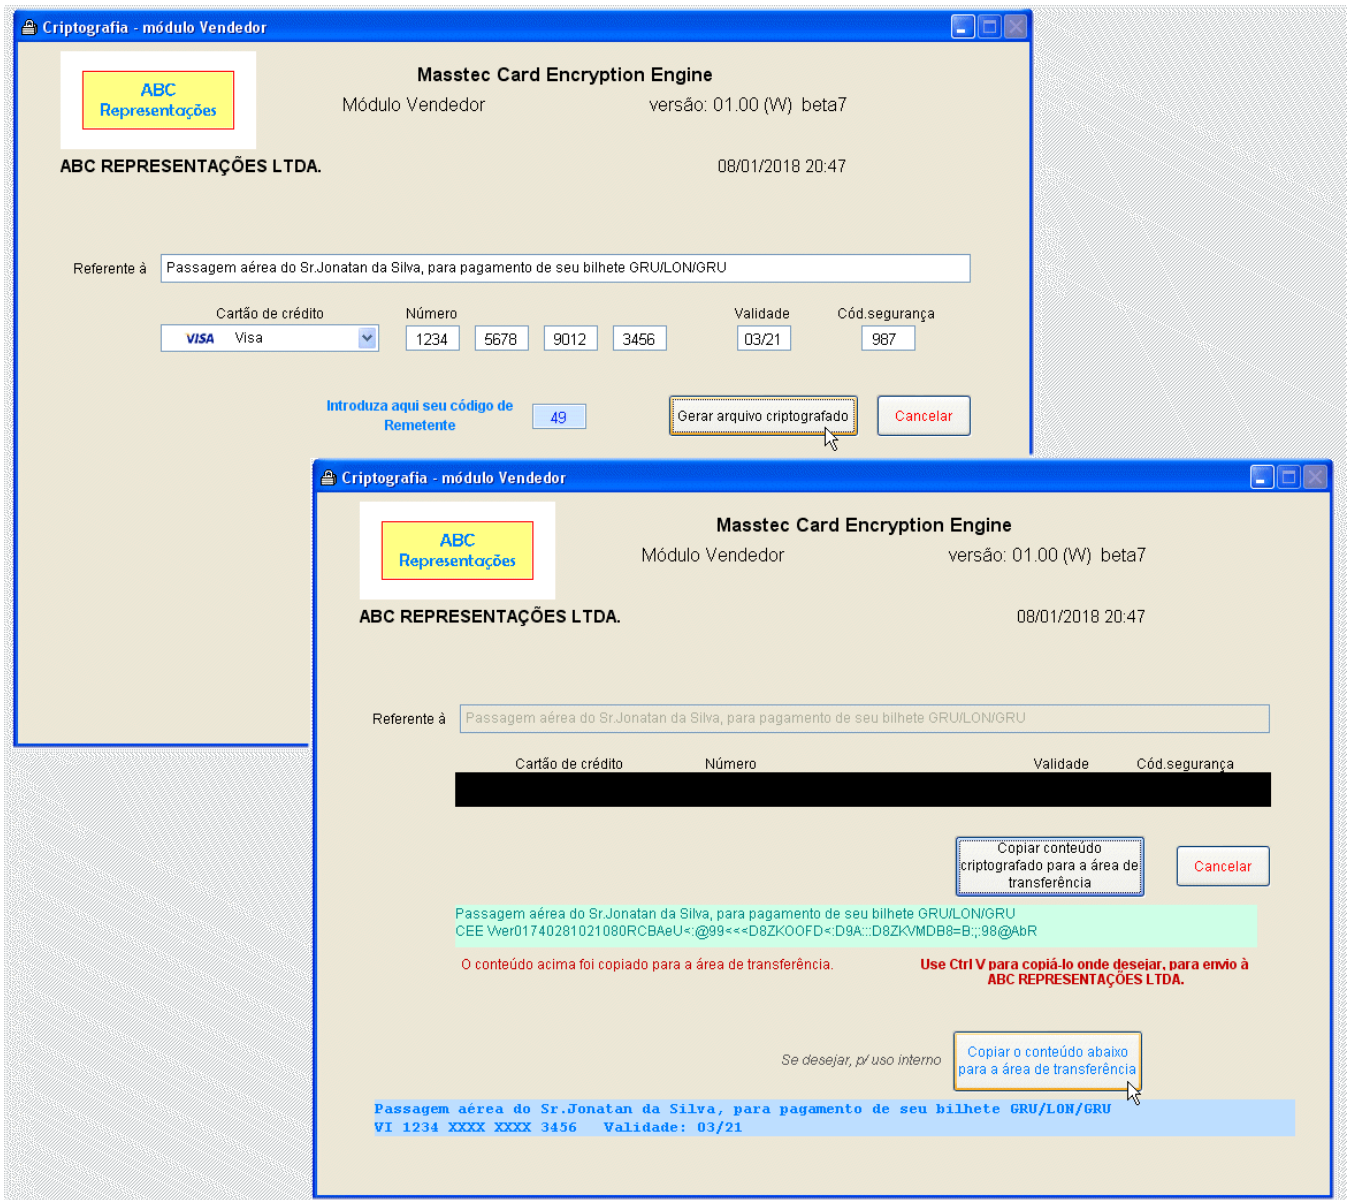 Criptografia - módulo Vendedor
ABC
Representações
Masstec Card Encryption Engine
Módulo Vendedor versão: 01.00 (W) beta7
ABC REPRESENTAÇÕES LTDA. 08/01/2018 20:47
Referente à Passagem aérea do Sr.Jonatan da Silva, para pagamento de seu bilhete GRU/LON/GRU
Cartão de crédito Número Validade Cód.segurança
VISA Visa 1234 5678 9012 3456 03/21 987
Introduza aqui seu código de
Remetente
49
Gerar arquivo criptografado Cancelar
Criptografia - módulo Vendedor
ABC
Representações
Masstec Card Encryption Engine
Módulo Vendedor versão: 01.00 (W) beta7
ABC REPRESENTAÇÕES LTDA. 08/01/2018 20:47
Referente à Passagem aérea do Sr.Jonatan da Silva, para pagamento de seu bilhete GRU/LON/GRU
Cartão de crédito Número Validade Cód.segurança
Copiar conteúdo
criptografado para a área de
transferência
Cancelar
Passagem aérea do Sr.Jonatan da Silva, para pagamento de seu bilhete GRU/LON/GRU
CEE Vver01740281021080RCBAeU<:@99<<<D8ZKOOFD<:D9A:::D8ZKVMDB8=B:;:98@AbR
O conteúdo acima foi copiado para a área de transferência.
Use Ctrl V para copiá-lo onde desejar, para envio à
ABC REPRESENTAÇÕES LTDA.
Se desejar, p/ uso interno
Copiar o conteúdo abaixo
para a área de transferência
Passagem aérea do Sr.Jonatan da Silva, para pagamento de seu bilhete GRU/LON/GRU
VI 1234 XXXX XXXX 3456 Validade: 03/21